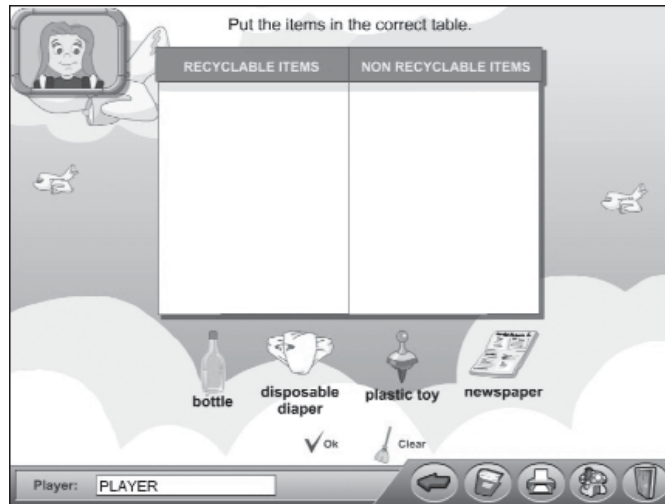 Put the items in the correct table.
RECYCLABLE ITEMS NON RECYCLABLE ITEMS
bottle
disposable
diaper
plastic toy
newspaper
Ok
Clear
Player: PLAYER